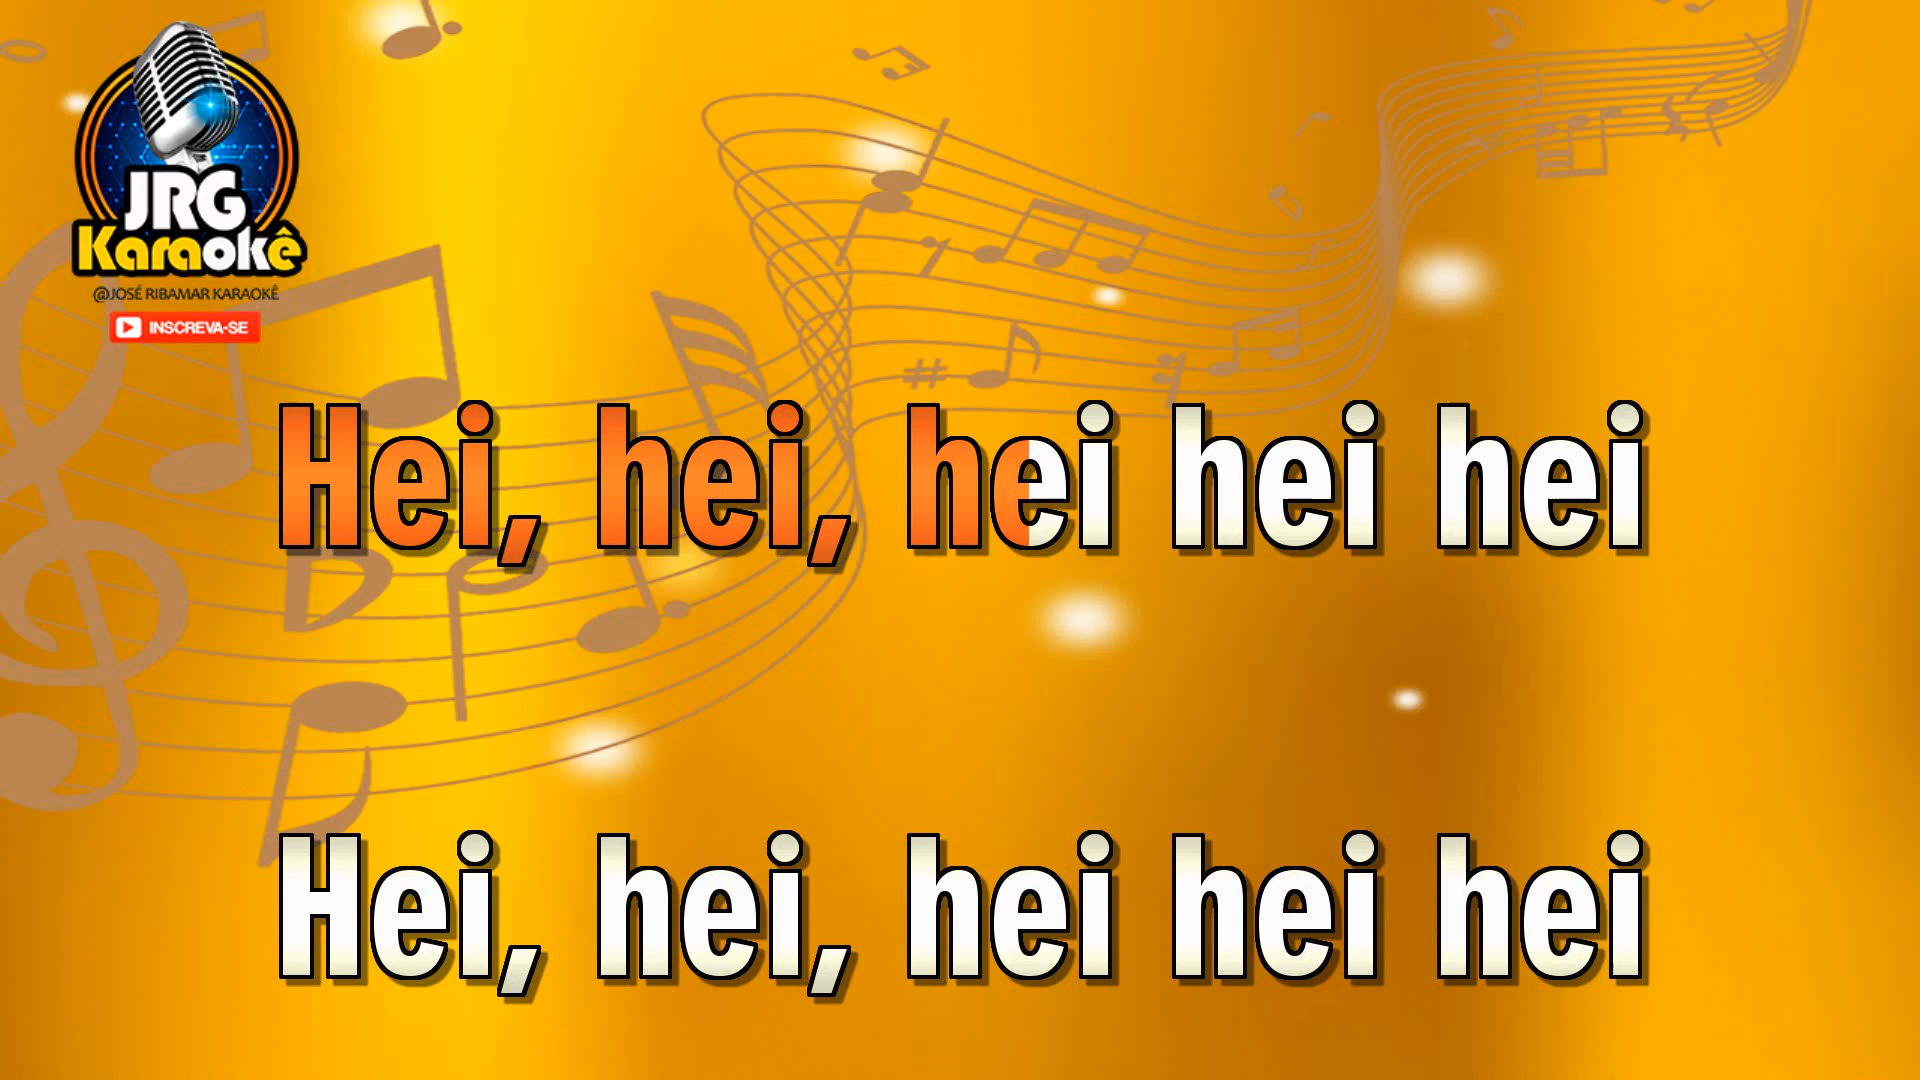 JRG
Karaokê
@JOSÉ RIBAMAR KARAOKÊ
INSCREVA-SE
Hei, hei, hei hei hei
Hei, hei, hei hei hei